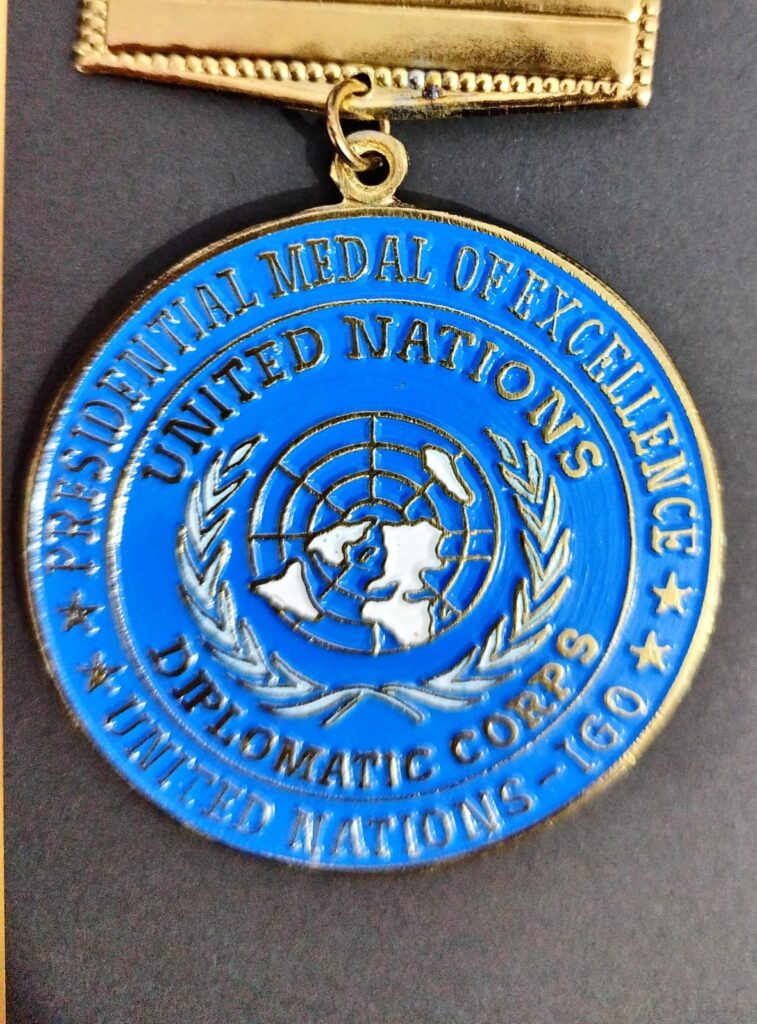 PRESIDENTIAL MEDAL OF EXCELLENCE
UNITED NATIONS
DIPLOMATIC CORPS
UNITED NATIONS-IGO